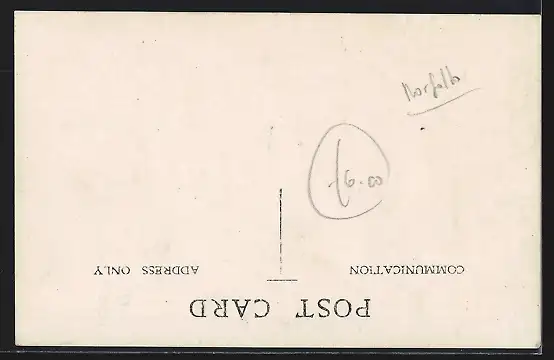 Norfolk
£6.00
COMMUNICATION
ADDRESS ONLY
POST CARD